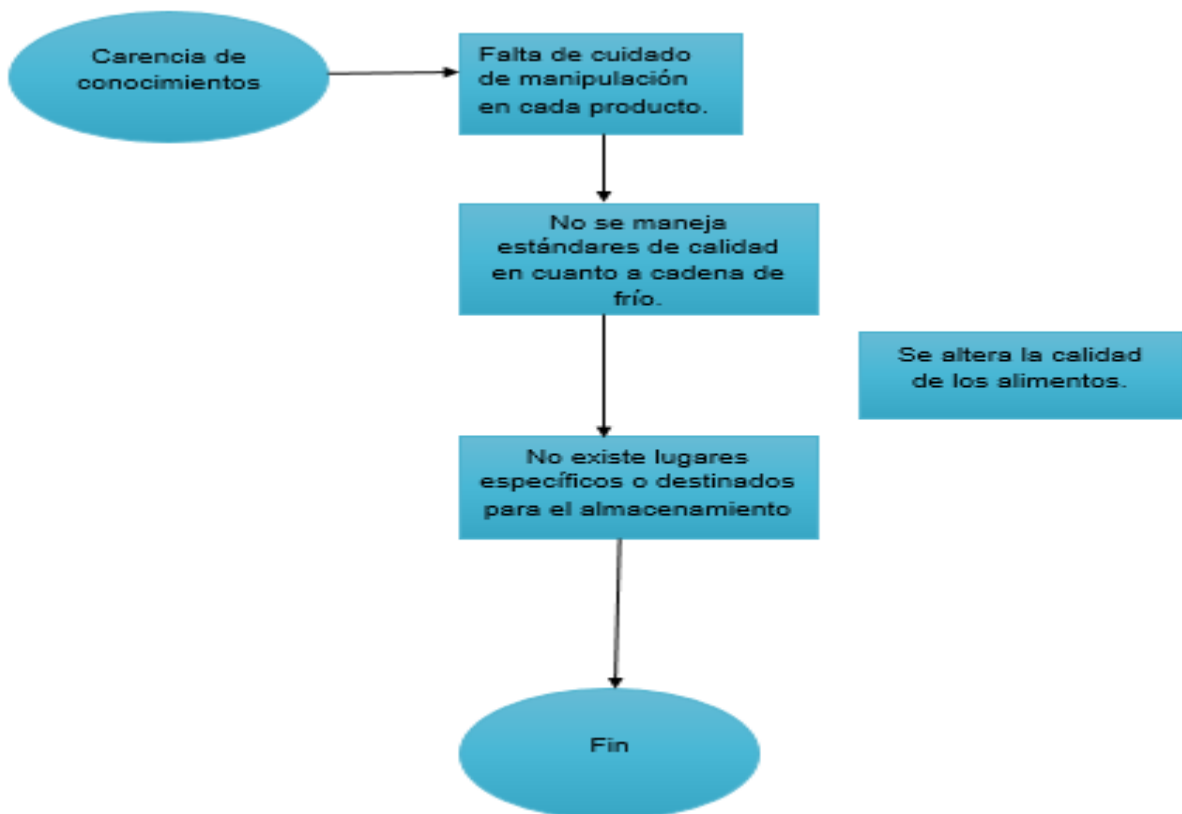 Carencia de
conocimientos
Falta de cuidado
de manipulación
en cada producto.
No se maneja
estándares de calidad
en cuanto a cadena de
frío.
Se altera la calidad
de los alimentos.
No existe lugares
específicos o destinados
para el almacenamiento
Fin